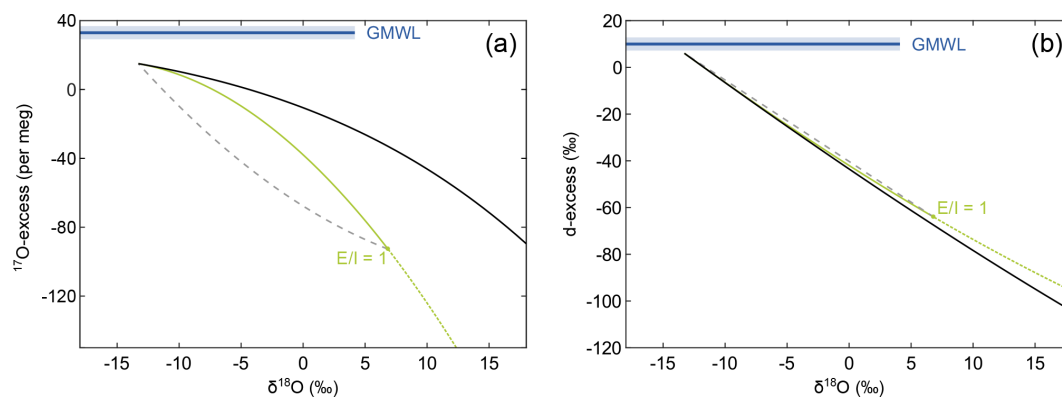 40
0
-40
-80
-120
-15
-10
-5
0
5
10
15
¹⁷O-excess (per meg)
δ¹⁸O (‰)
GMWL
(a)
E/I = 1
20
0
-20
-40
-60
-80
-100
-120
-15
-10
-5
0
5
10
15
d-excess (‰)
δ¹⁸O (‰)
GMWL
(b)
E/I = 1